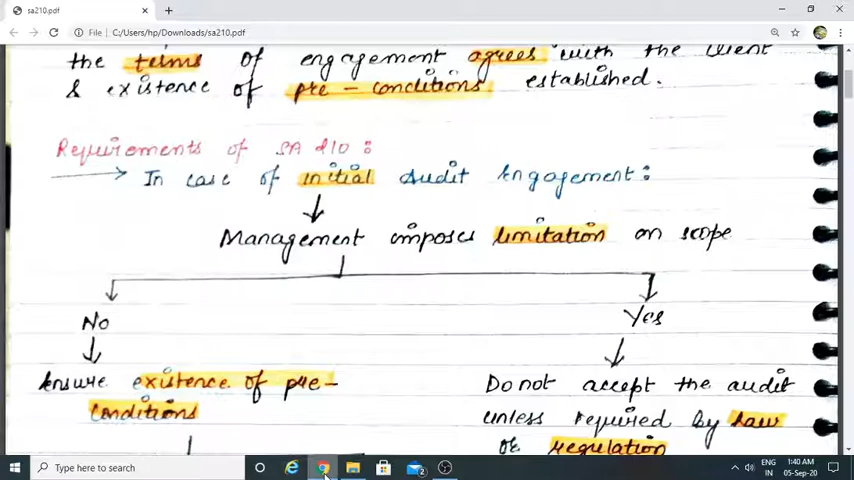 sa210.pdf
File
C:/Users/hp/Downloads/sa210.pdf
the terms of engagement agrees with the client
& existence of pre-conditions established.
Requirements of SA 210:
In case of initial Audit Engagement:
Management imposes limitation on scope
No
Yes
Ensure existence of pre-
conditions
Do not accept the audit
unless required by law
or regulation
Type here to search
2
ENG
IN
1:40 AM
05-Sep-20